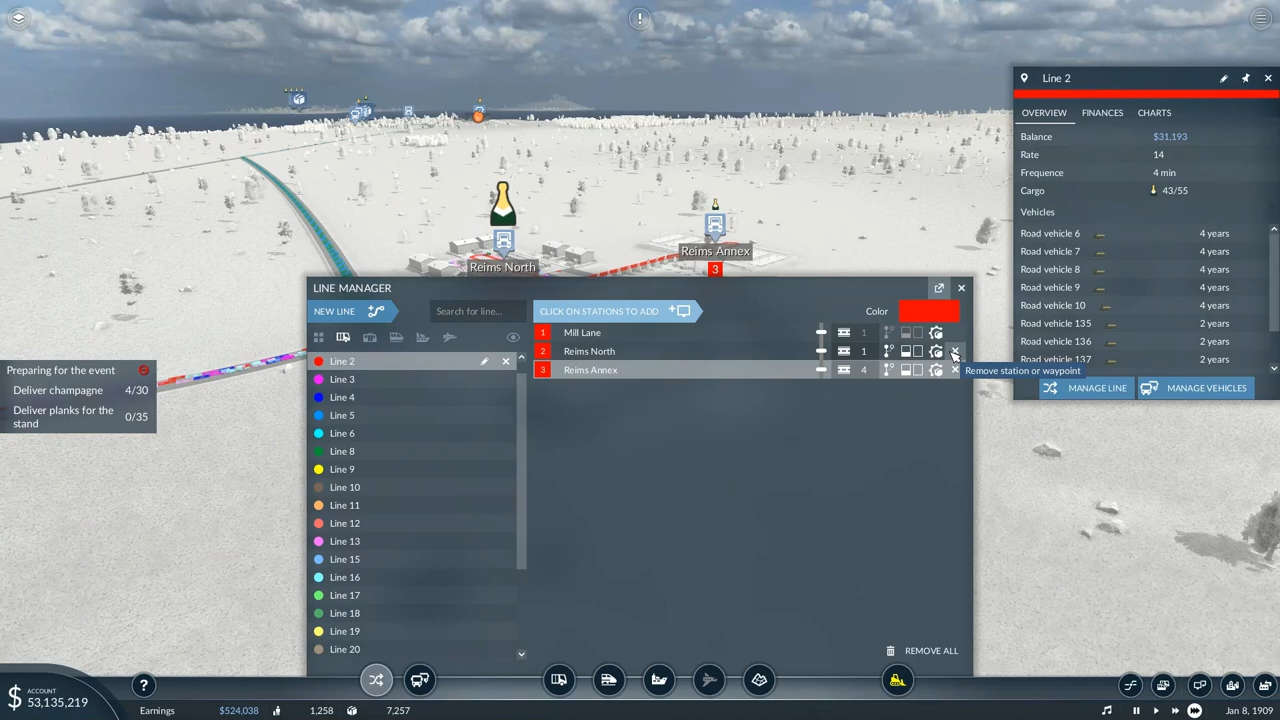 Line 2
OVERVIEW FINANCES CHARTS
Balance $31,193
Rate 14
Frequency 4 min
Cargo 43/55
Vehicles
Road vehicle 6 4 years
Road vehicle 7 4 years
Road vehicle 8 4 years
Road vehicle 9 4 years
Road vehicle 10 4 years
Road vehicle 135 2 years
Road vehicle 136 2 years
Road vehicle 137 2 years
MANAGE LINE MANAGE VEHICLES
Reims North
Reims Annex
3
LINE MANAGER
NEW LINE
Search for line...
CLICK ON STATIONS TO ADD
Color
1 Mill Lane 1
2 Reims North 1
3 Reims Annex 4
Remove station or waypoint
Line 2
Line 3
Line 4
Line 5
Line 6
Line 8
Line 9
Line 10
Line 11
Line 12
Line 13
Line 15
Line 16
Line 17
Line 18
Line 19
Line 20
REMOVE ALL
Preparing for the event
Deliver champagne 4/30
Deliver planks for the
stand 0/35
$ ACCOUNT
53,135,219
?
Earnings $524,038 1,258 7,257
Jan 8, 1909